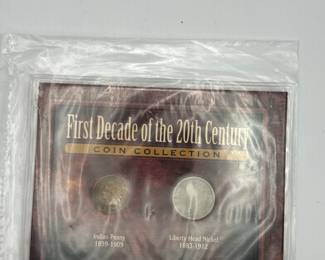 First Decade of the 20th Century
COIN COLLECTION
Indian Penny
1859-1909
Liberty Head Nickel
1883-1912